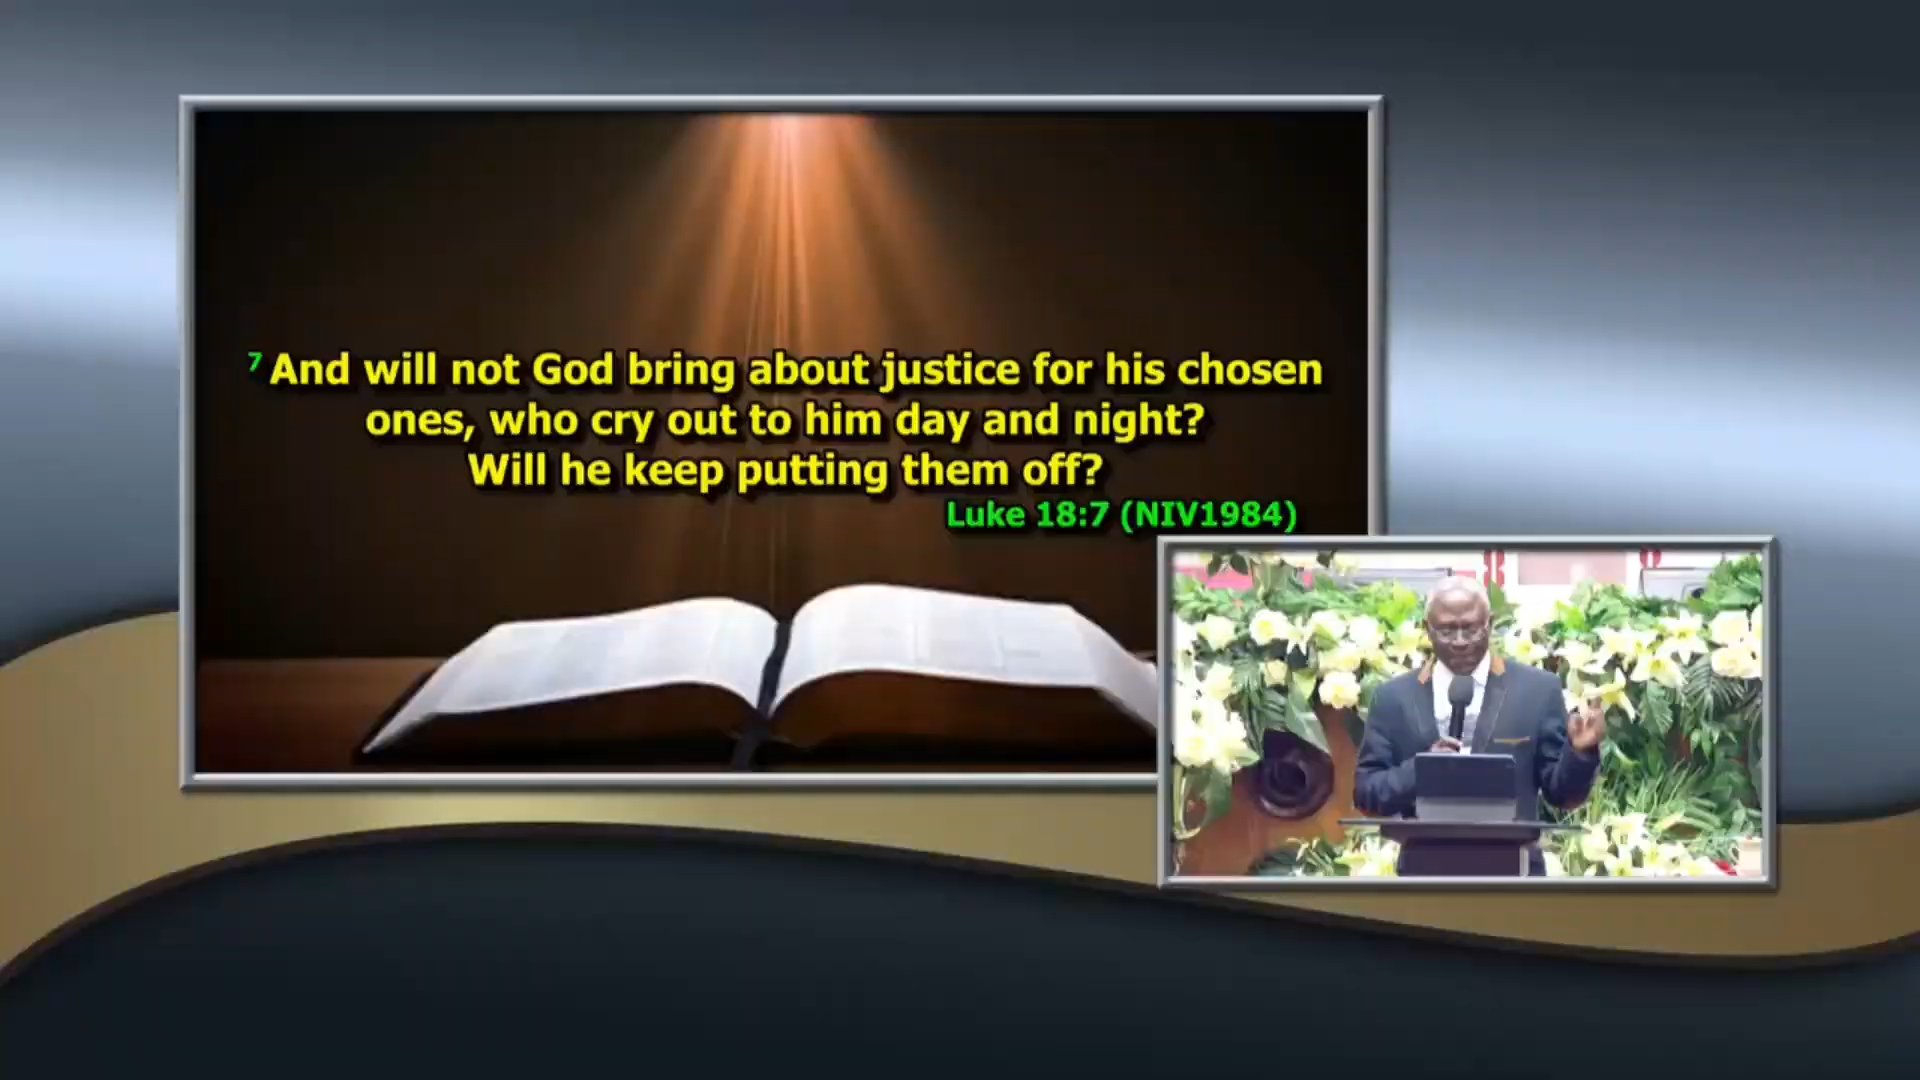 7 And will not God bring about justice for his chosen
ones, who cry out to him day and night?
Will he keep putting them off?
Luke 18:7 (NIV1984)